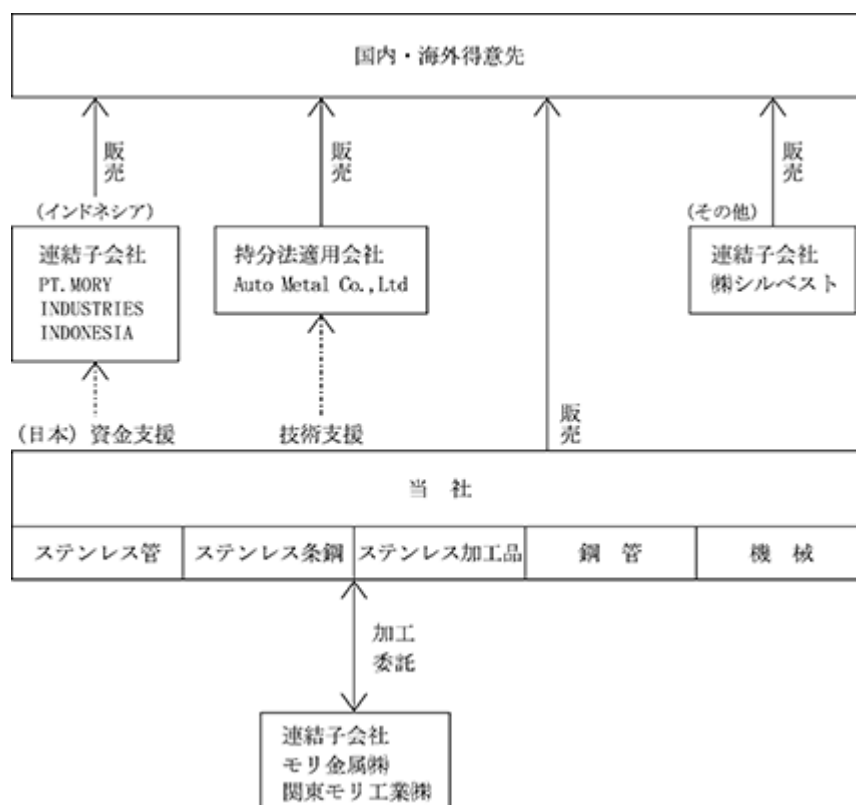 国内・海外得意先
販売
販売
販売
販売
(インドネシア)
連結子会社
PT.MORY
INDUSTRIES
INDONESIA
持分法適用会社
Auto Metal Co.,Ltd
(その他)
連結子会社
㈱シルベスト
(日本) 資金支援
技術支援
当 社
ステンレス管
ステンレス条鋼
ステンレス加工品
鋼 管
機 械
加工
委託
連結子会社
モリ金属㈱
関東モリ工業㈱